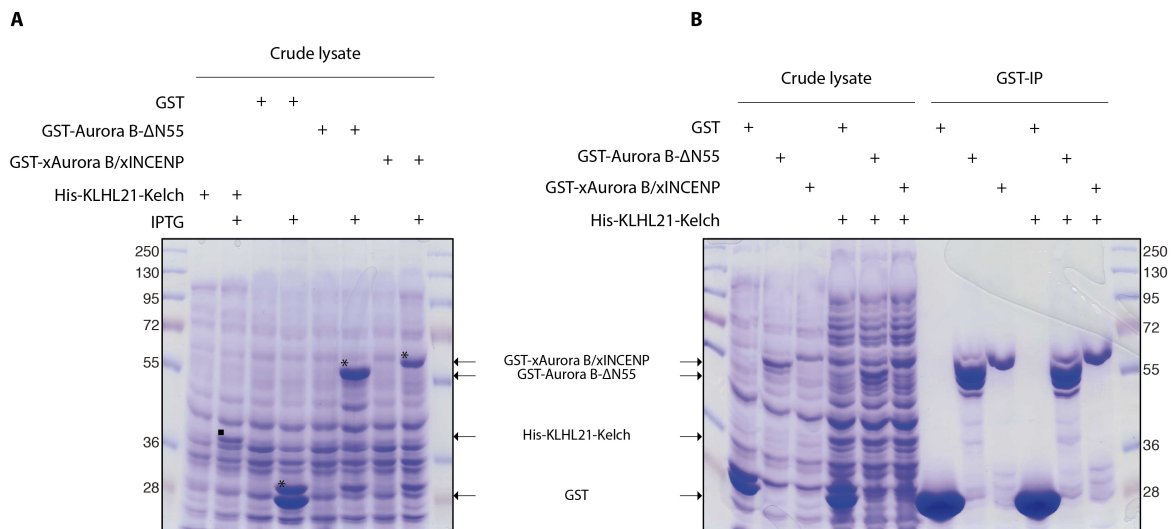 A
Crude lysate
GST + +
GST-Aurora B-ΔN55 + +
GST-xAurora B/xINCENP + +
His-KLHL21-Kelch + +
IPTG + + + +
250
130
95
72
55
36
28
*
*
*
■
GST-xAurora B/xINCENP
GST-Aurora B-ΔN55
His-KLHL21-Kelch
GST
B
Crude lysate GST-IP
GST + + + +
GST-Aurora B-ΔN55 + + + +
GST-xAurora B/xINCENP + + + +
His-KLHL21-Kelch + + + + + +
250
130
95
72
55
36
28